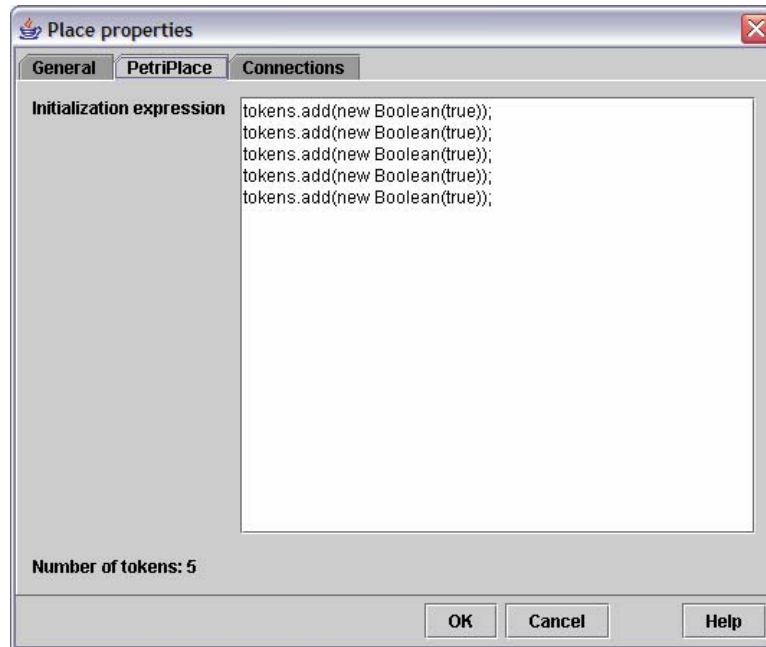 Place properties
General PetriPlace Connections
Initialization expression
tokens.add(new Boolean(true));
tokens.add(new Boolean(true));
tokens.add(new Boolean(true));
tokens.add(new Boolean(true));
tokens.add(new Boolean(true));
Number of tokens: 5
OK Cancel Help